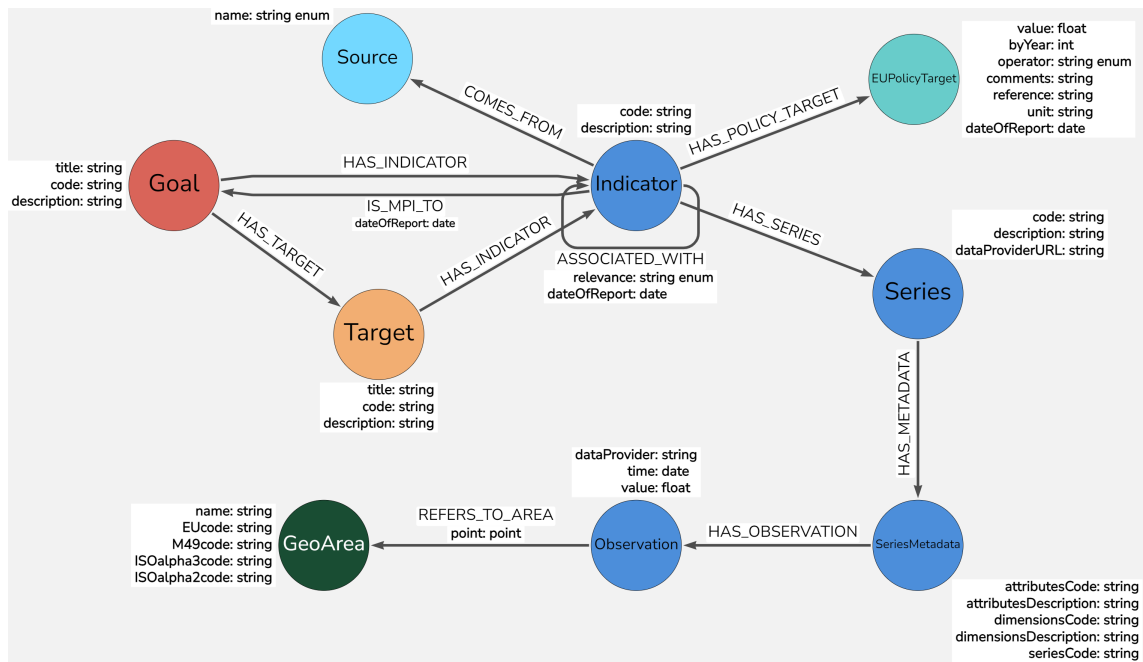 name: string enum
Source
value: float
byYear: int
operator: string enum
comments: string
reference: string
unit: string
dateOfReport: date
EUPolicyTarget
COMES_FROM
HAS_POLICY_TARGET
code: string
description: string
Indicator
title: string
code: string
description: string
Goal
HAS_INDICATOR
IS_MPI_TO
dateOfReport: date
HAS_TARGET
HAS_INDICATOR
ASSOCIATED_WITH
relevance: string enum
dateOfReport: date
HAS_SERIES
code: string
description: string
dataProviderURL: string
Series
Target
title: string
code: string
description: string
HAS_METADATA
dataProvider: string
time: date
value: float
name: string
EUcode: string
M49code: string
ISOalpha3code: string
ISOalpha2code: string
GeoArea
REFERS_TO_AREA
point: point
Observation
HAS_OBSERVATION
SeriesMetadata
attributesCode: string
attributesDescription: string
dimensionsCode: string
dimensionsDescription: string
seriesCode: string